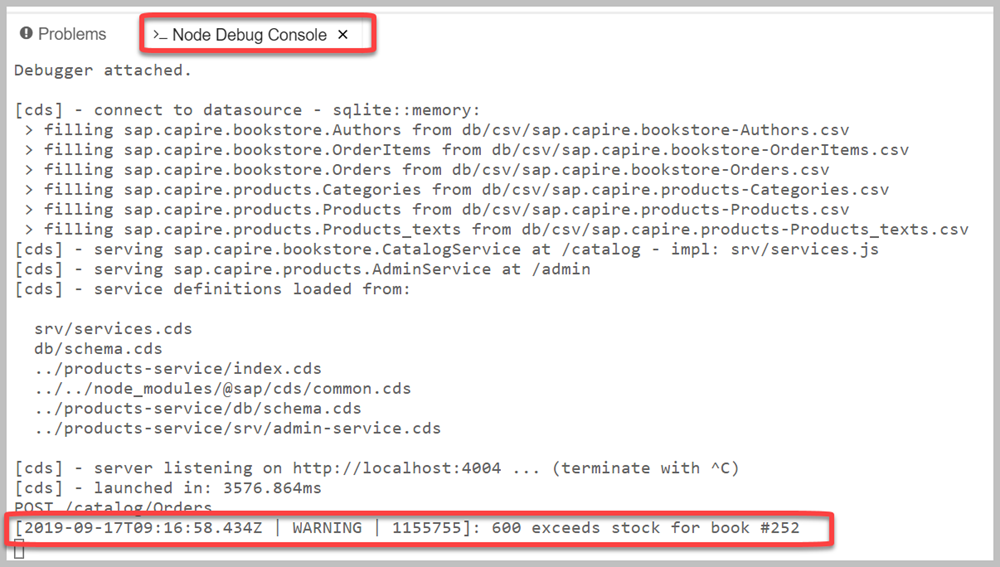 Problems
>_ Node Debug Console ×
Debugger attached.
[cds] - connect to datasource - sqlite::memory:
> filling sap.capire.bookstore.Authors from db/csv/sap.capire.bookstore-Authors.csv
> filling sap.capire.bookstore.OrderItems from db/csv/sap.capire.bookstore-OrderItems.csv
> filling sap.capire.bookstore.Orders from db/csv/sap.capire.bookstore-Orders.csv
> filling sap.capire.products.Categories from db/csv/sap.capire.products-Categories.csv
> filling sap.capire.products.Products from db/csv/sap.capire.products-Products.csv
> filling sap.capire.products.Products_texts from db/csv/sap.capire.products-Products_texts.csv
[cds] - serving sap.capire.bookstore.CatalogService at /catalog - impl: srv/services.js
[cds] - serving sap.capire.products.AdminService at /admin
[cds] - service definitions loaded from:
srv/services.cds
db/schema.cds
../products-service/index.cds
../../node_modules/@sap/cds/common.cds
../products-service/db/schema.cds
../products-service/srv/admin-service.cds
[cds] - server listening on http://localhost:4004 ... (terminate with ^C)
[cds] - launched in: 3576.864ms
POST /catalog/Orders
[2019-09-17T09:16:58.434Z | WARNING | 1155755]: 600 exceeds stock for book #252